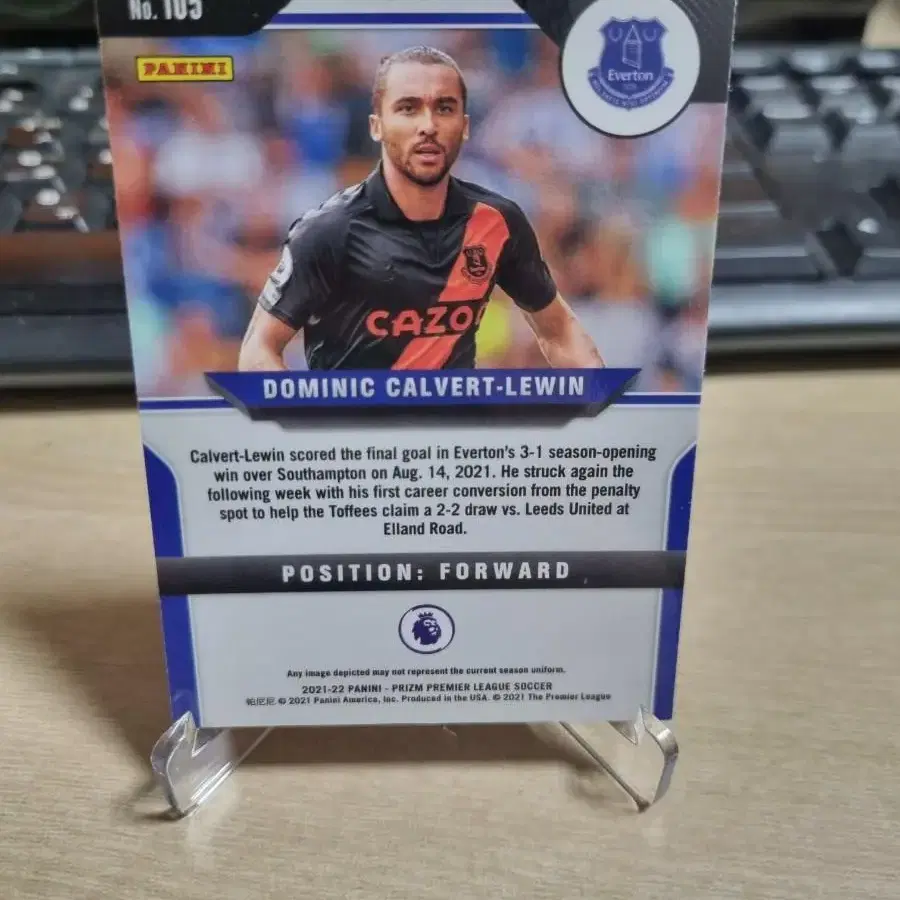 No. 105
PANINI
Everton
CAZOO
DOMINIC CALVERT-LEWIN
Calvert-Lewin scored the final goal in Everton's 3-1 season-opening
win over Southampton on Aug. 14, 2021. He struck again the
following week with his first career conversion from the penalty
spot to help the Toffees claim a 2-2 draw vs. Leeds United at
Elland Road.
POSITION: FORWARD
Any image depicted may not represent the current season uniform.
2021-22 PANINI - PRIZM PREMIER LEAGUE SOCCER
帕尼尼 © 2021 Panini America, Inc. Produced in the USA. © 2021 The Premier League